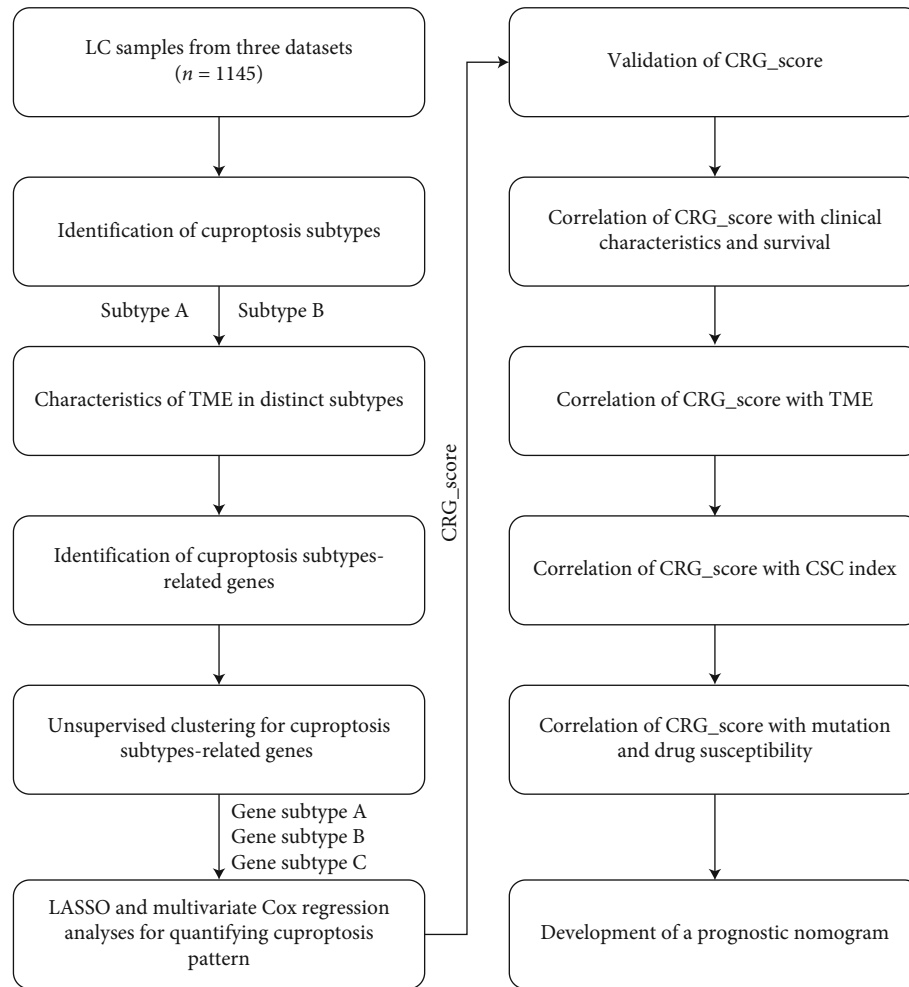 LC samples from three datasets
(n = 1145)
Identification of cuproptosis subtypes
Subtype A
Subtype B
Characteristics of TME in distinct subtypes
Identification of cuproptosis subtypes-
related genes
Unsupervised clustering for cuproptosis
subtypes-related genes
Gene subtype A
Gene subtype B
Gene subtype C
LASSO and multivariate Cox regression
analyses for quantifying cuproptosis
pattern
CRG_score
Validation of CRG_score
Correlation of CRG_score with clinical
characteristics and survival
Correlation of CRG_score with TME
Correlation of CRG_score with CSC index
Correlation of CRG_score with mutation
and drug susceptibility
Development of a prognostic nomogram